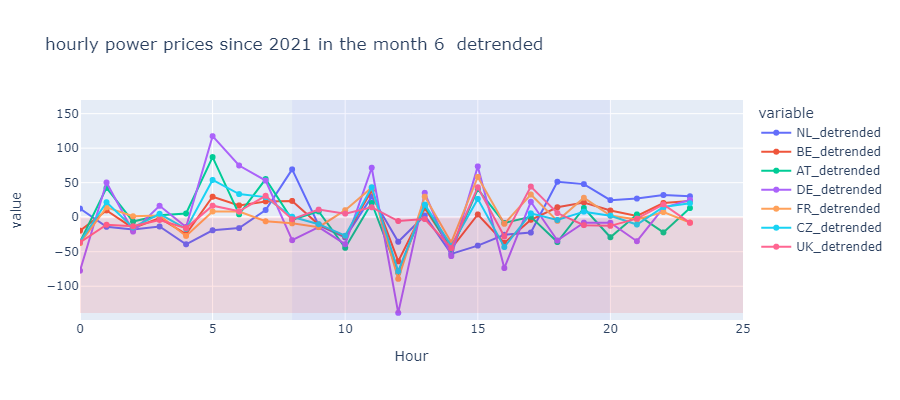 hourly power prices since 2021 in the month 6 detrended
variable
NL_detrended
BE_detrended
AT_detrended
DE_detrended
FR_detrended
CZ_detrended
UK_detrended
value
150
100
50
0
−50
−100
0 5 10 15 20 25
Hour